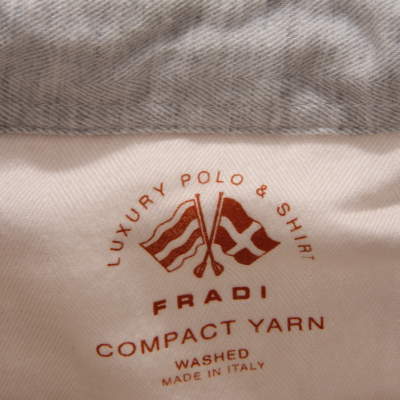 LUXURY POLO & SHIRT
FRADI
COMPACT YARN
WASHED
MADE IN ITALY